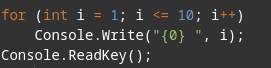 for (int i = 1; i <= 10; i++)
    Console.Write("{0} ", i);
Console.ReadKey();